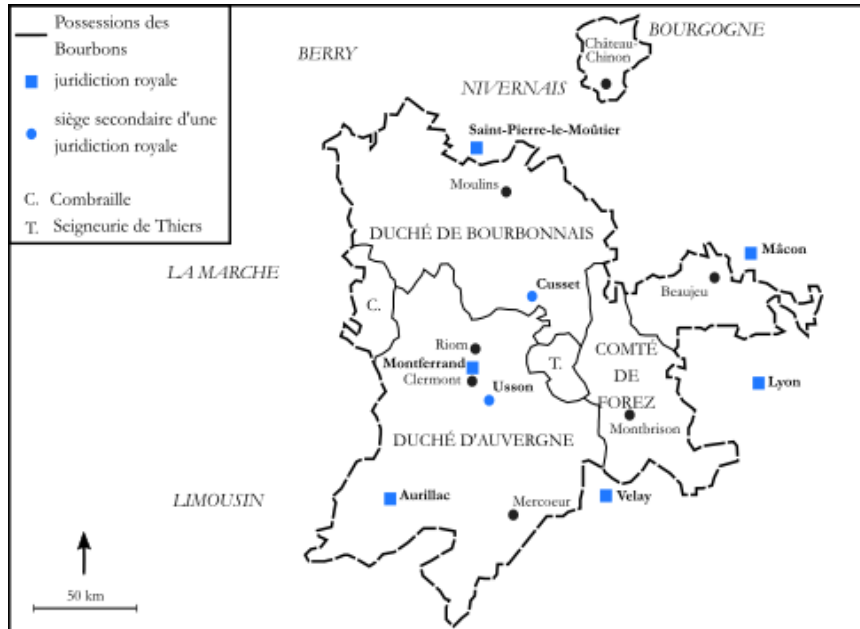 Possessions des
Bourbons
juridiction royale
siège secondaire d'une
juridiction royale
C. Combraille
T. Seigneurie de Thiers
BERRY
BOURGOGNE
Château-
Chinon
NIVERNAIS
Saint-Pierre-le-Moûtier
Moulins
DUCHÉ DE BOURBONNAIS
LA MARCHE
Mâcon
Beaujeu
Cusset
C.
Riom
Montferrand
Clermont
Usson
T.
COMTÉ
DE
FOREZ
Montbrison
Lyon
DUCHÉ D'AUVERGNE
LIMOUSIN
Aurillac
Mercoeur
Velay
50 km